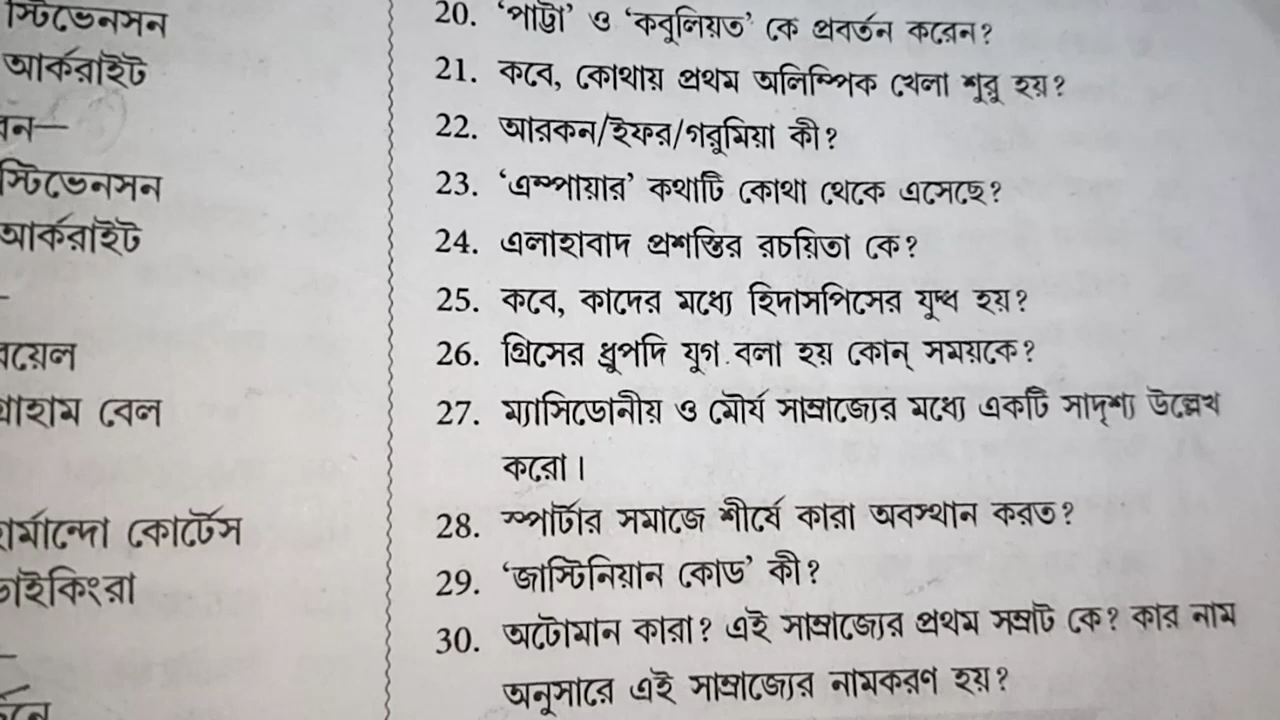 স্টিভেনসন
আর্করাইট
স্টিভেনসন
আর্করাইট
বেল
কোর্টেস
20. ‘পাট্টা’ ও ‘কবুলিয়ত’ কে প্রবর্তন করেন?
21. কবে, কোথায় প্রথম অলিম্পিক খেলা শুরু হয়?
22. আরকন/ইফর/গরুমিয়া কী?
23. ‘এম্পায়ার’ কথাটি কোথা থেকে এসেছে?
24. এলাহাবাদ প্রশস্তির রচয়িতা কে?
25. কবে, কাদের মধ্যে হিদাসপিসের যুদ্ধ হয়?
26. গ্রিসের ধ্রুপদি যুগ বলা হয় কোন্ সময়কে?
27. ম্যাসিডোনীয় ও মৌর্য সাম্রাজ্যের মধ্যে একটি সাদৃশ্য উল্লেখ
করো।
28. স্পার্টার সমাজে শীর্ষে কারা অবস্থান করত?
29. ‘জাস্টিনিয়ান কোড’ কী?
30. অটোমান কারা? এই সাম্রাজ্যের প্রথম সম্রাট কে? কার নাম
অনুসারে এই সাম্রাজ্যের নামকরণ হয়?